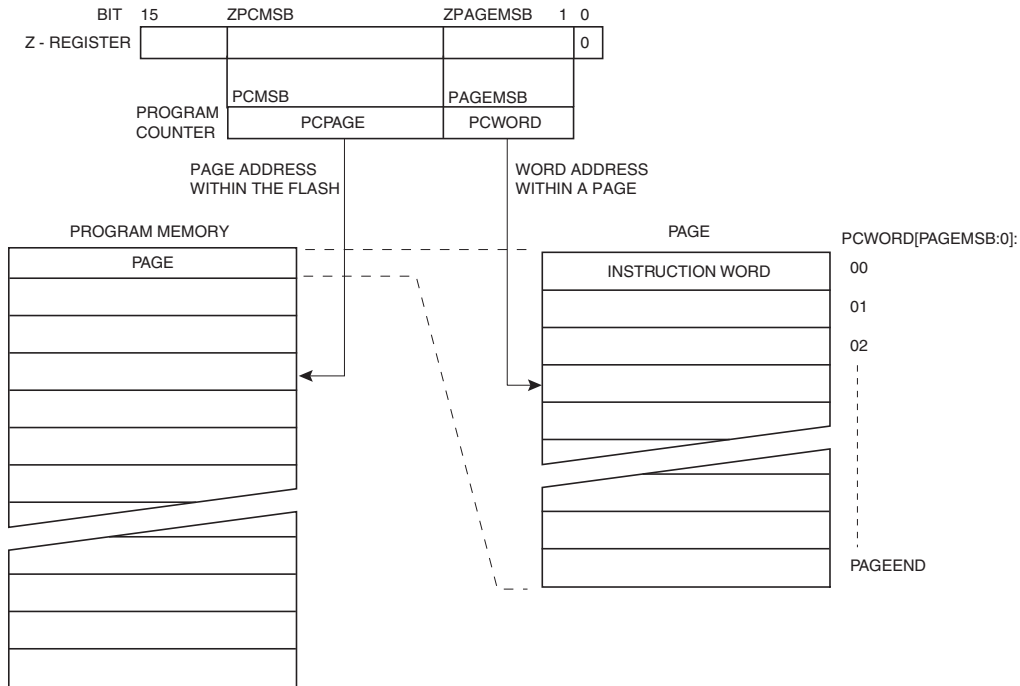 BIT 15 ZPCMSB ZPAGEMSB 1 0
Z - REGISTER 0
PCMSB PAGEMSB
PROGRAM
COUNTER
PCPAGE PCWORD
PAGE ADDRESS
WITHIN THE FLASH
WORD ADDRESS
WITHIN A PAGE
PROGRAM MEMORY
PAGE
PAGE
PCWORD[PAGEMSB:0]:
INSTRUCTION WORD
00
01
02
PAGEEND